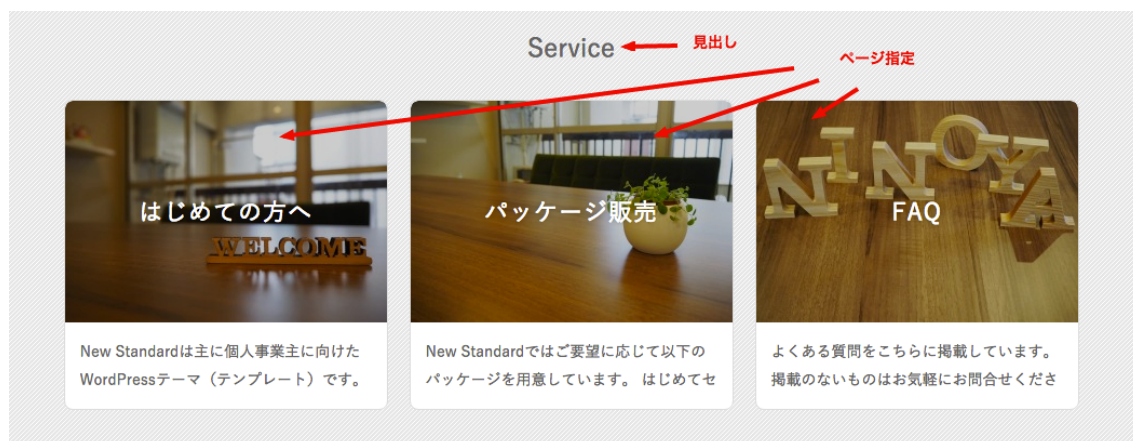 Service
見出し
ページ指定
はじめての方へ
WELCOME
パッケージ販売
NINOYA
FAQ
New Standardは主に個人事業主に向けた
WordPressテーマ（テンプレート）です。
New Standardではご要望に応じて以下の
パッケージを用意しています。 はじめてセ
よくある質問をこちらに掲載しています。
掲載のないものはお気軽にお問合せくださ